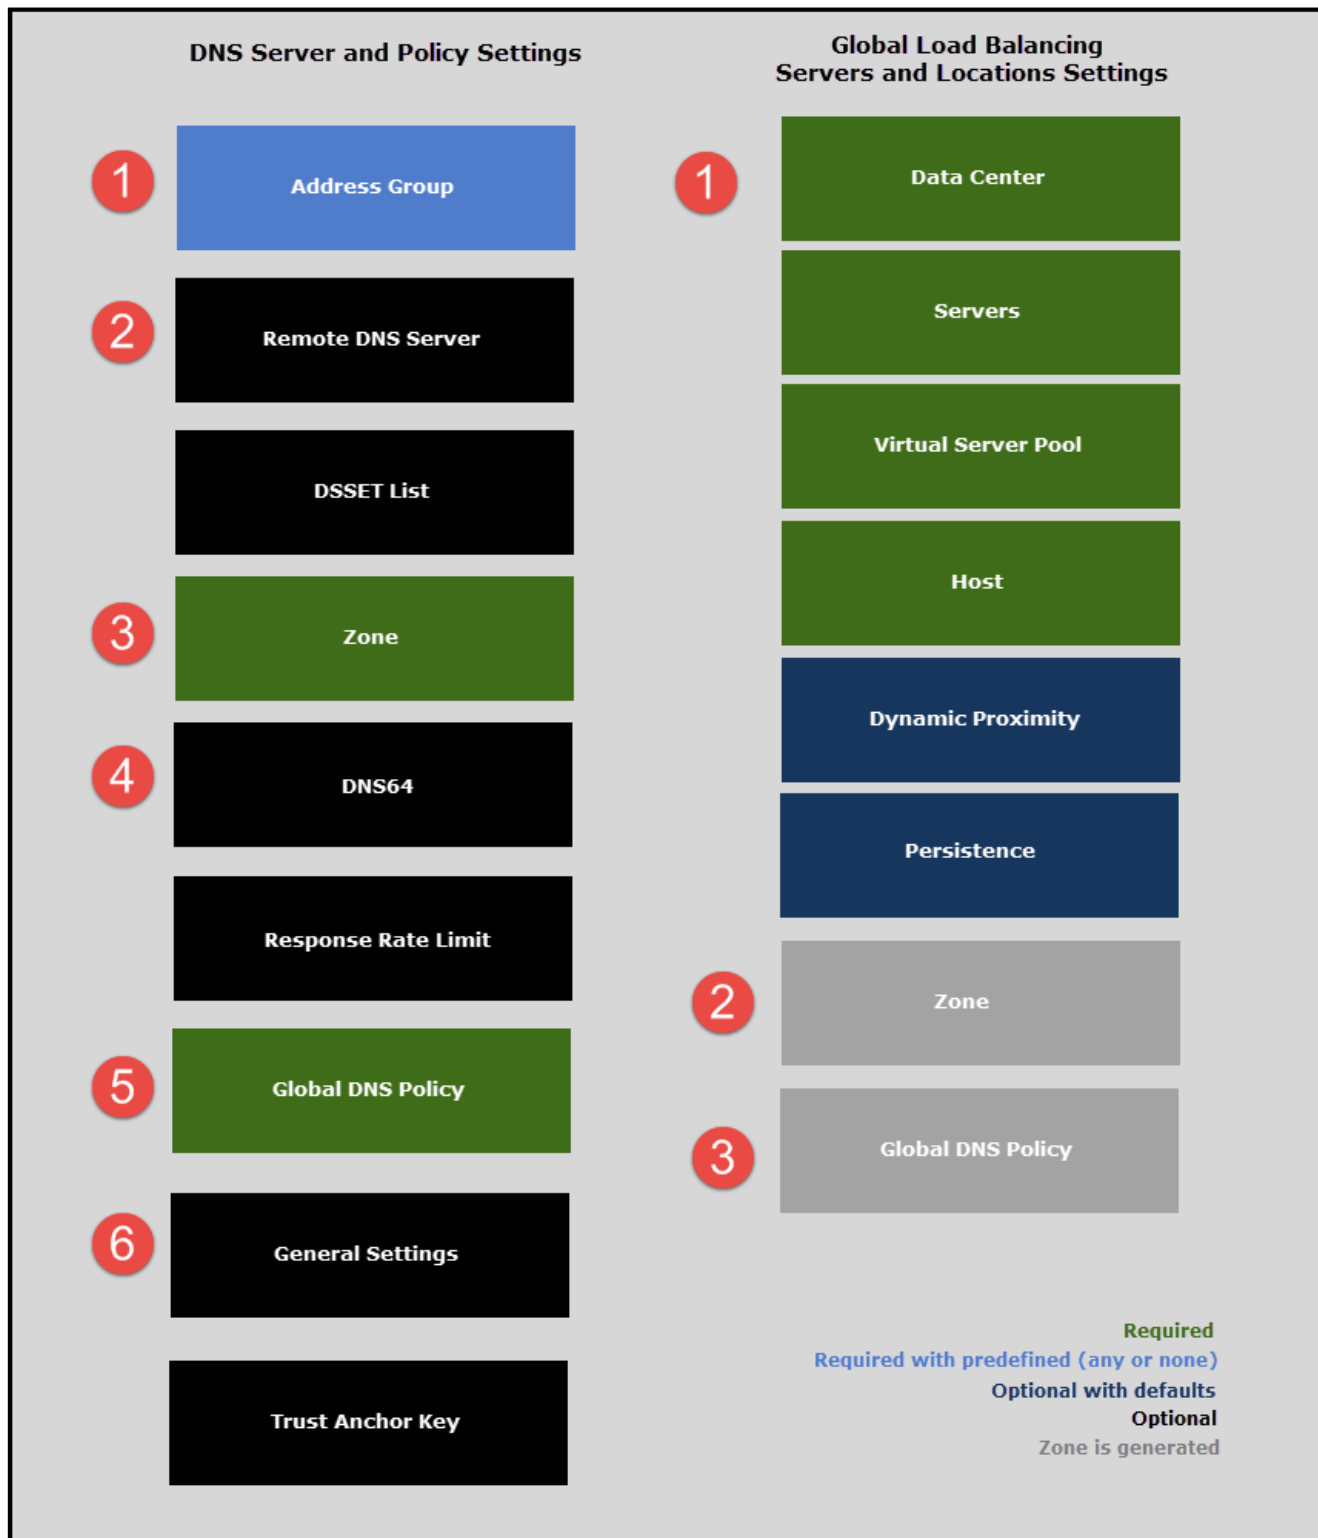 DNS Server and Policy Settings
1
Address Group
2
Remote DNS Server
DSSET List
3
Zone
4
DNS64
Response Rate Limit
5
Global DNS Policy
6
General Settings
Trust Anchor Key
Global Load Balancing
Servers and Locations Settings
1
Data Center
Servers
Virtual Server Pool
Host
Dynamic Proximity
Persistence
2
Zone
3
Global DNS Policy
Required
Required with predefined (any or none)
Optional with defaults
Optional
Zone is generated